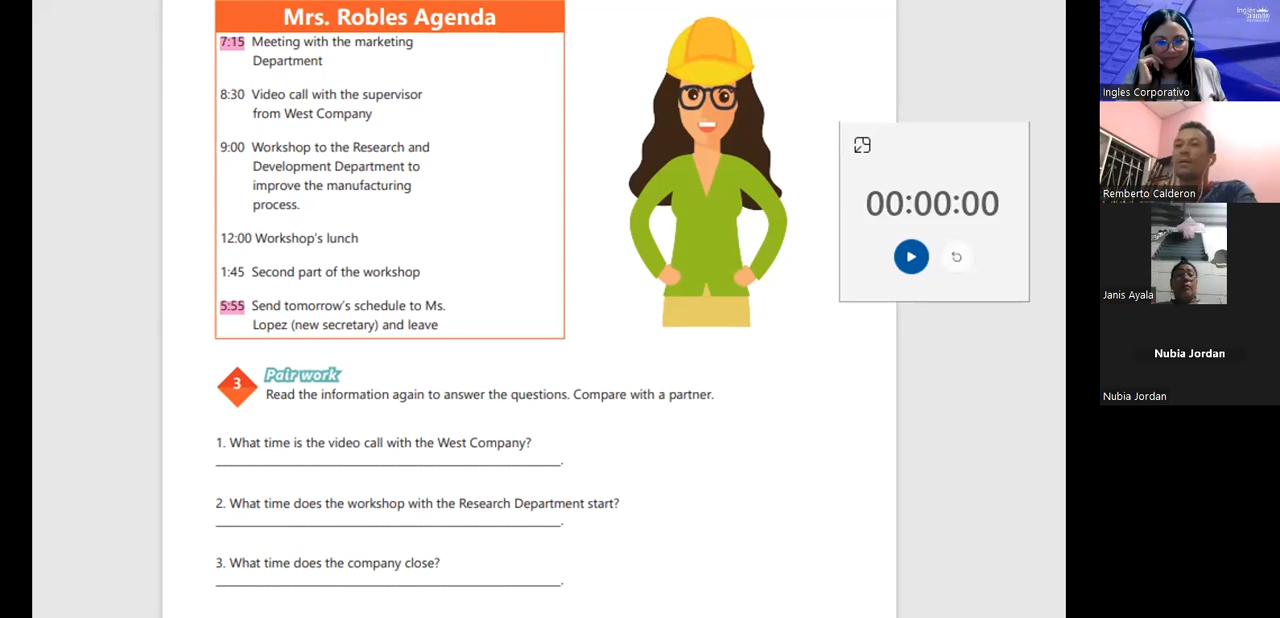 Mrs. Robles Agenda
7:15 Meeting with the marketing
Department
8:30 Video call with the supervisor
from West Company
9:00 Workshop to the Research and
Development Department to
improve the manufacturing
process.
12:00 Workshop's lunch
1:45 Second part of the workshop
5:55 Send tomorrow's schedule to Ms.
Lopez (new secretary) and leave
3
Pair work
Read the information again to answer the questions. Compare with a partner.
1. What time is the video call with the West Company?
2. What time does the workshop with the Research Department start?
3. What time does the company close?
00:00:00
Ingles Corporativo
Remberto Calderon
Janis Ayala
Nubia Jordan
Nubia Jordan